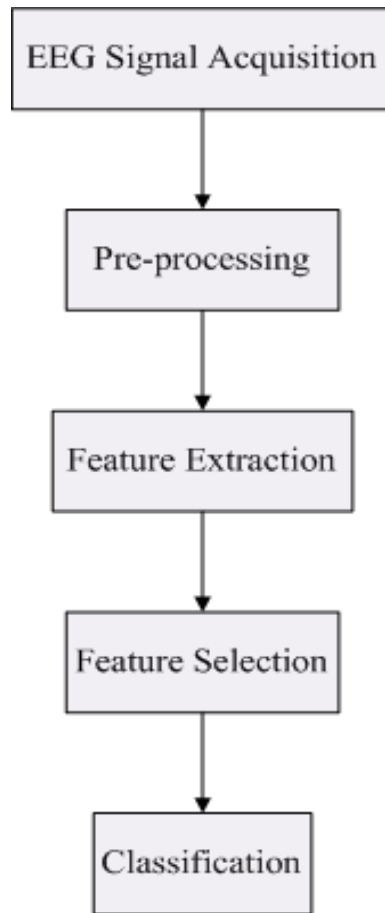 EEG Signal Acquisition
Pre-processing
Feature Extraction
Feature Selection
Classification